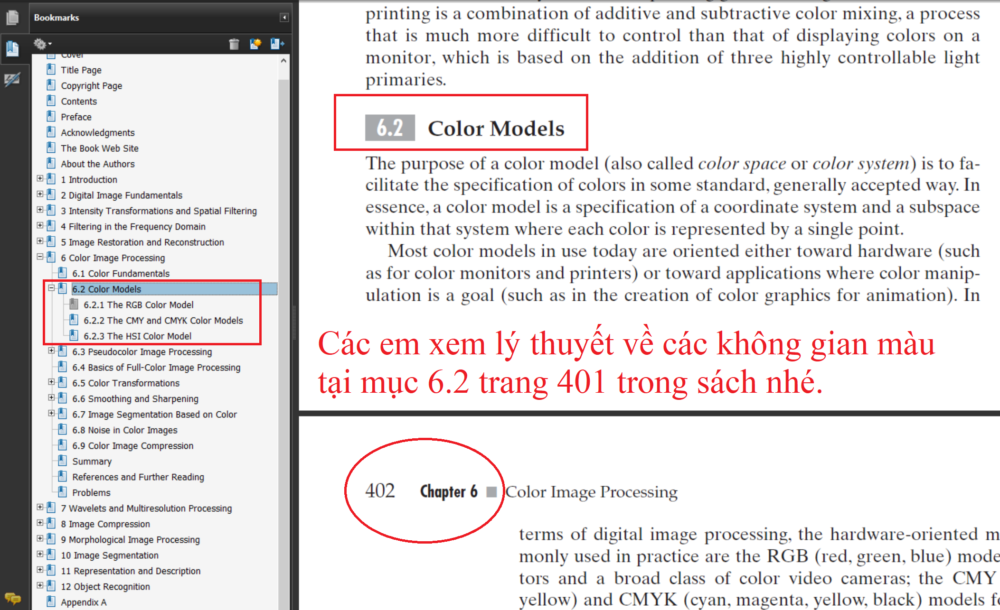 Bookmarks
Cover
Title Page
Copyright Page
Contents
Preface
Acknowledgments
The Book Web Site
About the Authors
1 Introduction
2 Digital Image Fundamentals
3 Intensity Transformations and Spatial Filtering
4 Filtering in the Frequency Domain
5 Image Restoration and Reconstruction
6 Color Image Processing
6.1 Color Fundamentals
6.2 Color Models
6.2.1 The RGB Color Model
6.2.2 The CMY and CMYK Color Models
6.2.3 The HSI Color Model
6.3 Pseudocolor Image Processing
6.4 Basics of Full-Color Image Processing
6.5 Color Transformations
6.6 Smoothing and Sharpening
6.7 Image Segmentation Based on Color
6.8 Noise in Color Images
6.9 Color Image Compression
Summary
References and Further Reading
Problems
7 Wavelets and Multiresolution Processing
8 Image Compression
9 Morphological Image Processing
10 Image Segmentation
11 Representation and Description
12 Object Recognition
Appendix A
printing is a combination of additive and subtractive color mixing, a process
that is much more difficult to control than that of displaying colors on a
monitor, which is based on the addition of three highly controllable light
primaries.
6.2 Color Models
The purpose of a color model (also called color space or color system) is to fa-
cilitate the specification of colors in some standard, generally accepted way. In
essence, a color model is a specification of a coordinate system and a subspace
within that system where each color is represented by a single point.
Most color models in use today are oriented either toward hardware (such
as for color monitors and printers) or toward applications where color manip-
ulation is a goal (such as in the creation of color graphics for animation). In
Các em xem lý thuyết về các không gian màu
tại mục 6.2 trang 401 trong sách nhé.
402 Chapter 6 ■ Color Image Processing
terms of digital image processing, the hardware-oriented m
monly used in practice are the RGB (red, green, blue) mode
tors and a broad class of color video cameras; the CMY
yellow) and CMYK (cyan, magenta, yellow, black) models fo